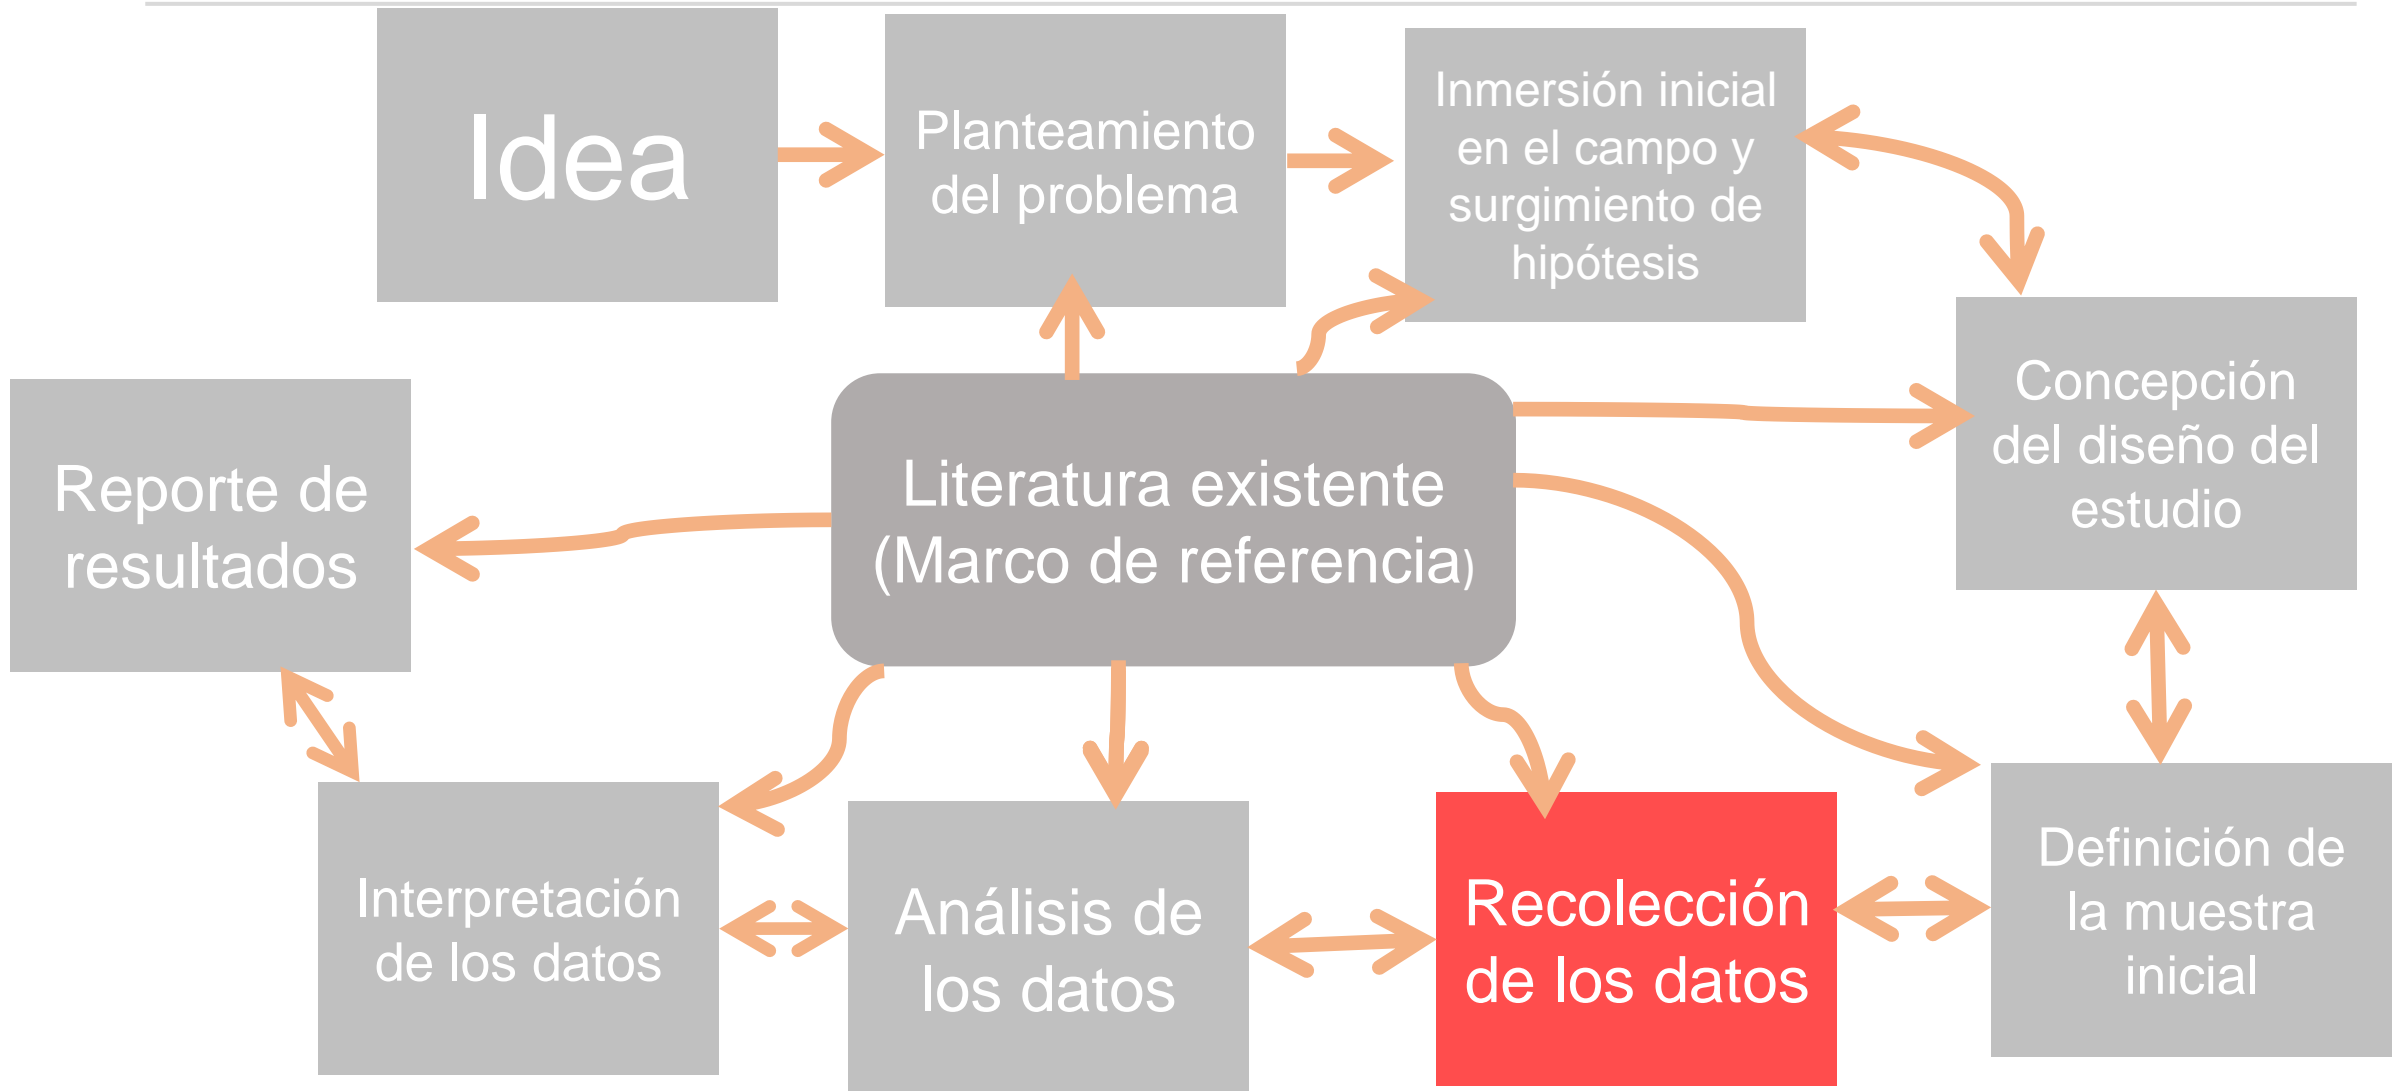 Idea
Planteamiento
del problema
Inmersión inicial
en el campo y
surgimiento de
hipótesis
Concepción
del diseño del
estudio
Reporte de
resultados
Literatura existente
(Marco de referencia)
Interpretación
de los datos
Análisis de
los datos
Recolección
de los datos
Definición de
la muestra
inicial